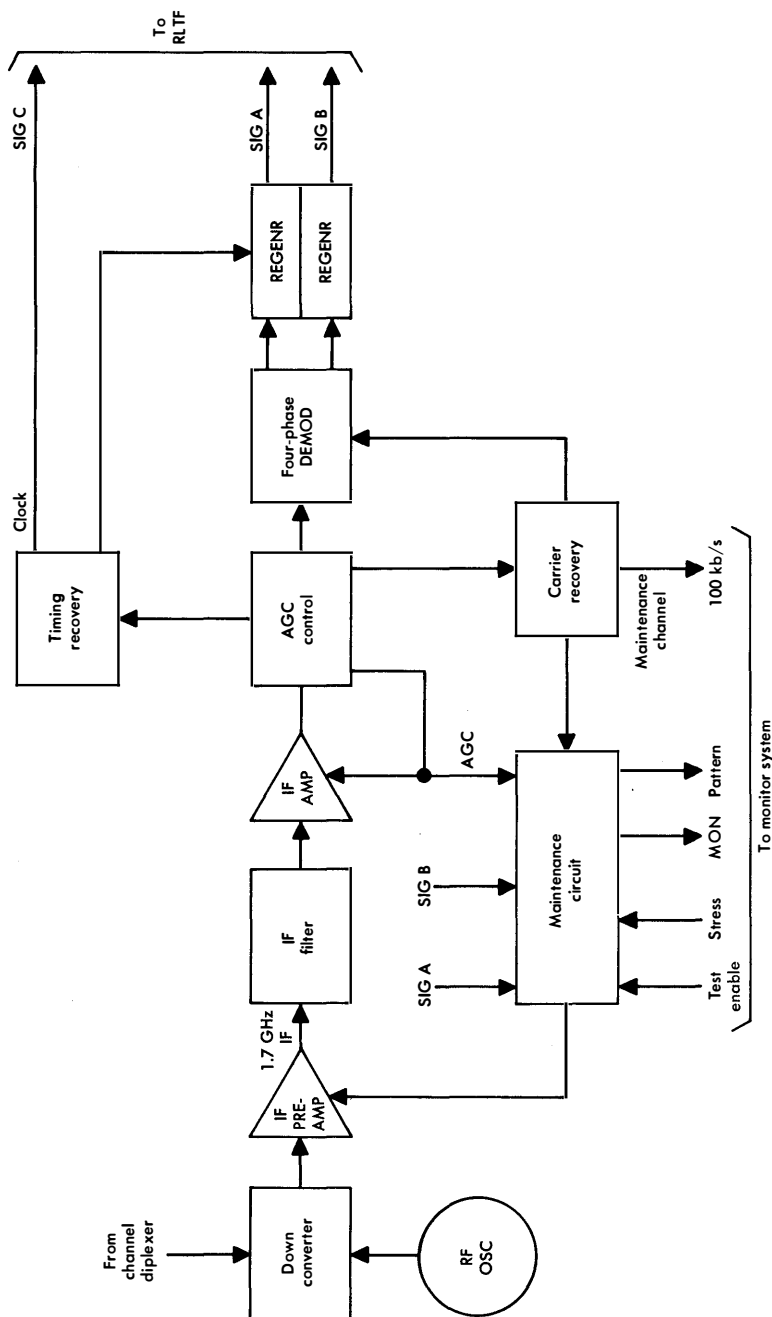 From
channel
diplexer
Down
converter
RF
OSC
IF
PRE-
AMP
1.7 GHz
IF
IF
filter
IF
AMP
AGC
control
Timing
recovery
Clock
SIG C
Four-phase
DEMOD
REGENR
REGENR
SIG A
SIG B
To
RLTF
SIG A
SIG B
AGC
Maintenance
circuit
Carrier
recovery
Maintenance
channel
Test
enable
Stress
MON
Pattern
100 kb/s
To monitor system